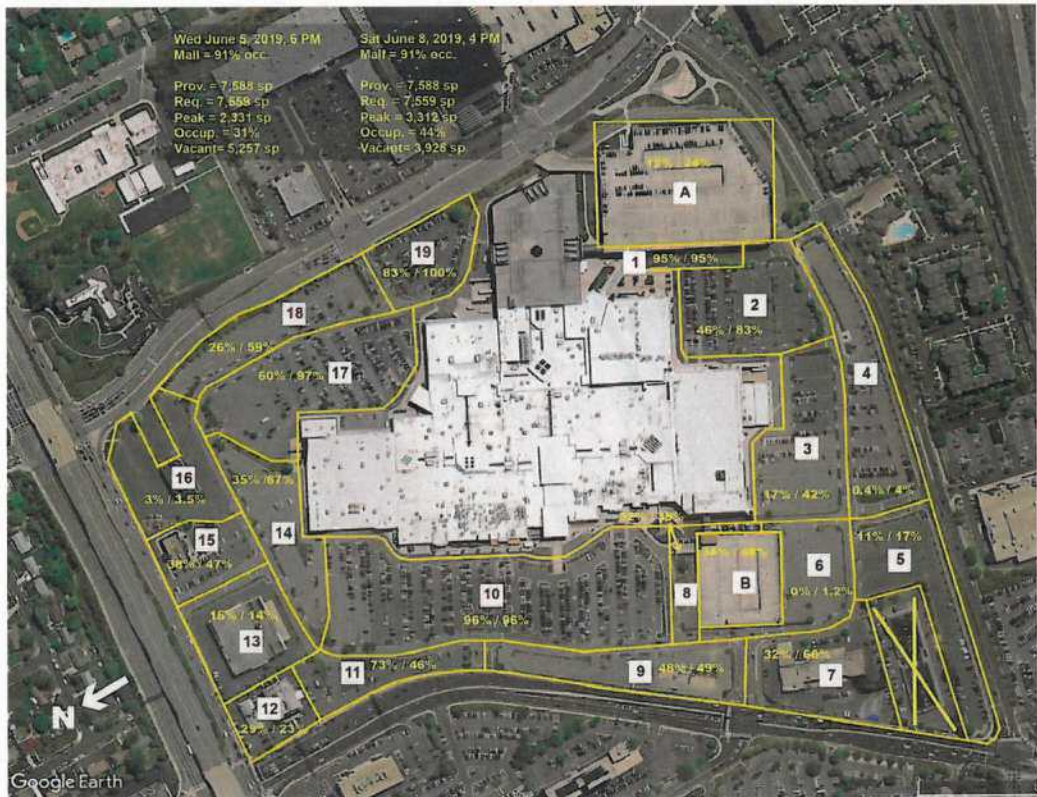 Wed June 5, 2019, 6 PM
Mall = 91% occ.
Prov. = 7,588 sp
Req. = 7,559 sp
Peak = 2,331 sp
Occup. = 31%
Vacant= 5,257 sp
Sat June 8, 2019, 4 PM
Mall = 91% occ.
Prov. = 7,588 sp
Req. = 7,559 sp
Peak = 3,312 sp
Occup. = 44%
Vacant= 3,928 sp
A
19
83% / 100%
1
95% / 95%
18
26% / 59%
2
46% / 83%
17
60% / 97%
4
0.4% / 4%
3
17% / 42%
16
3% / 3.5%
35% /67%
14
15
38% / 47%
11% / 17%
5
B
6
0% / 1.2%
8
10
96% / 96%
13
16% / 14%
11
73% / 46%
9
48% / 49%
32% / 60%
7
12
29% / 23
N
Google Earth